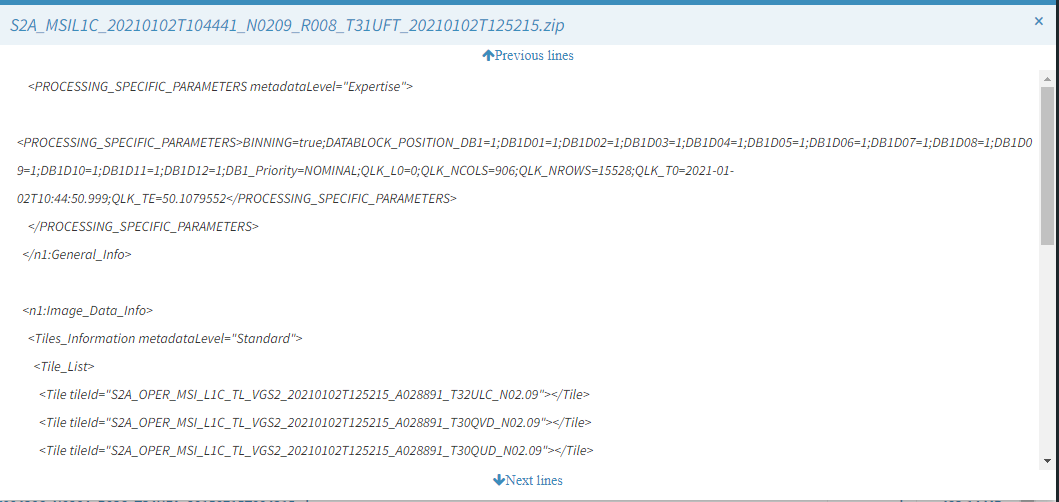 S2A_MSIL1C_20210102T104441_N0209_R008_T31UFT_20210102T125215.zip
×
Previous lines
<PROCESSING_SPECIFIC_PARAMETERS metadataLevel="Expertise">
<PROCESSING_SPECIFIC_PARAMETERS>BINNING=true;DATABLOCK_POSITION_DB1=1;DB1D01=1;DB1D02=1;DB1D03=1;DB1D04=1;DB1D05=1;DB1D06=1;DB1D07=1;DB1D08=1;DB1D0
9=1;DB1D10=1;DB1D11=1;DB1D12=1;DB1_Priority=NOMINAL;QLK_L0=0;QLK_NCOLS=906;QLK_NROWS=15528;QLK_T0=2021-01-
02T10:44:50.999;QLK_TE=50.1079552</PROCESSING_SPECIFIC_PARAMETERS>
</PROCESSING_SPECIFIC_PARAMETERS>
</n1:General_Info>
<n1:Image_Data_Info>
<Tiles_Information metadataLevel="Standard">
<Tile_List>
<Tile tileId="S2A_OPER_MSI_L1C_TL_VGS2_20210102T125215_A028891_T32ULC_N02.09"></Tile>
<Tile tileId="S2A_OPER_MSI_L1C_TL_VGS2_20210102T125215_A028891_T30QVD_N02.09"></Tile>
<Tile tileId="S2A_OPER_MSI_L1C_TL_VGS2_20210102T125215_A028891_T30QUD_N02.09"></Tile>
Next lines